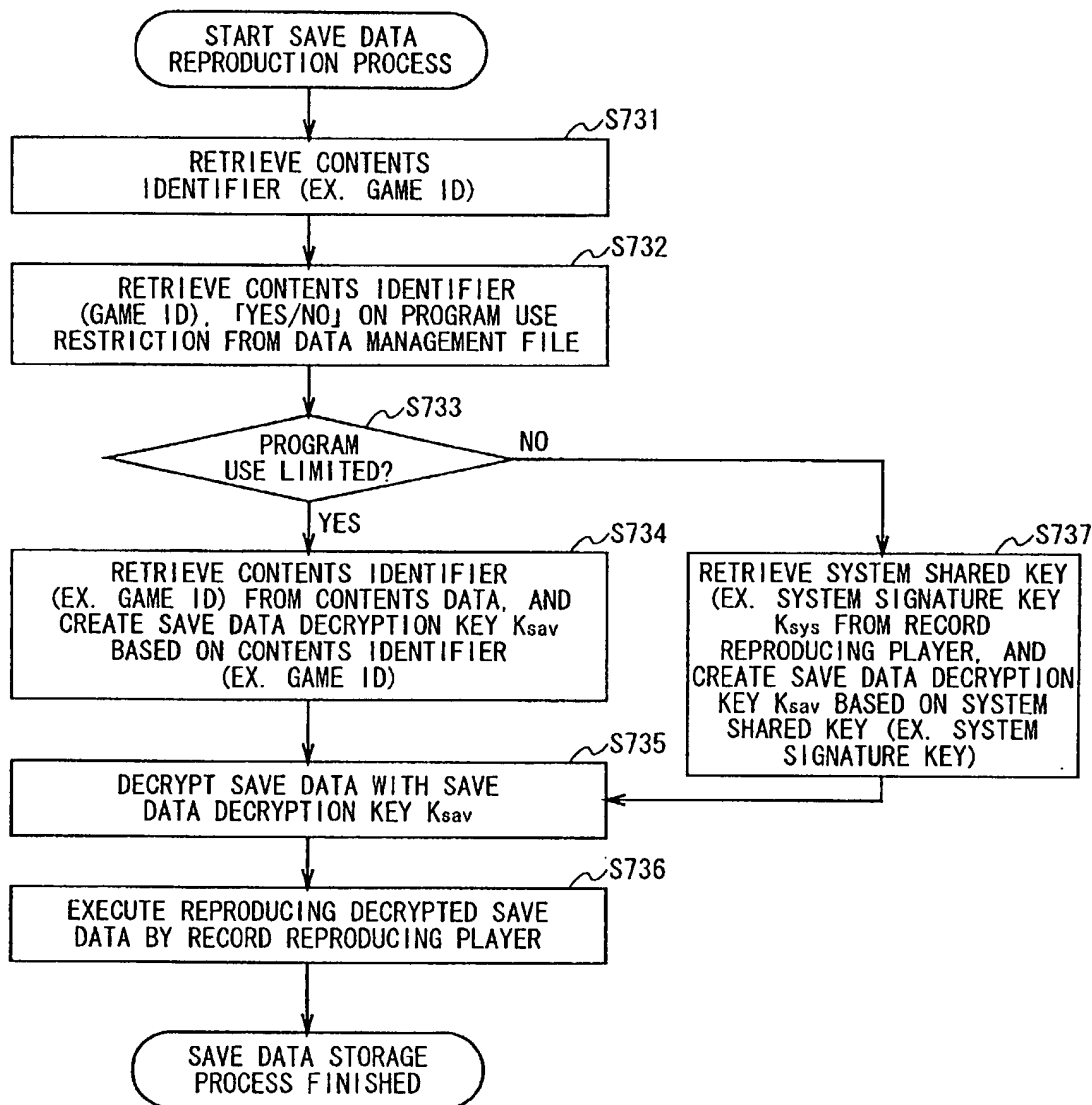 START SAVE DATA
REPRODUCTION PROCESS
S731
RETRIEVE CONTENTS
IDENTIFIER (EX. GAME ID)
S732
RETRIEVE CONTENTS IDENTIFIER
(GAME ID), 「YES/NO」 ON PROGRAM USE
RESTRICTION FROM DATA MANAGEMENT FILE
S733
PROGRAM
USE LIMITED?
NO
YES
S734
RETRIEVE CONTENTS IDENTIFIER
(EX. GAME ID) FROM CONTENTS DATA, AND
CREATE SAVE DATA DECRYPTION KEY Ksav
BASED ON CONTENTS IDENTIFIER
(EX. GAME ID)
S737
RETRIEVE SYSTEM SHARED KEY
(EX. SYSTEM SIGNATURE KEY
Ksys FROM RECORD
REPRODUCING PLAYER, AND
CREATE SAVE DATA DECRYPTION
KEY Ksav BASED ON SYSTEM
SHARED KEY (EX. SYSTEM
SIGNATURE KEY)
S735
DECRYPT SAVE DATA WITH SAVE
DATA DECRYPTION KEY Ksav
S736
EXECUTE REPRODUCING DECRYPTED SAVE
DATA BY RECORD REPRODUCING PLAYER
SAVE DATA STORAGE
PROCESS FINISHED